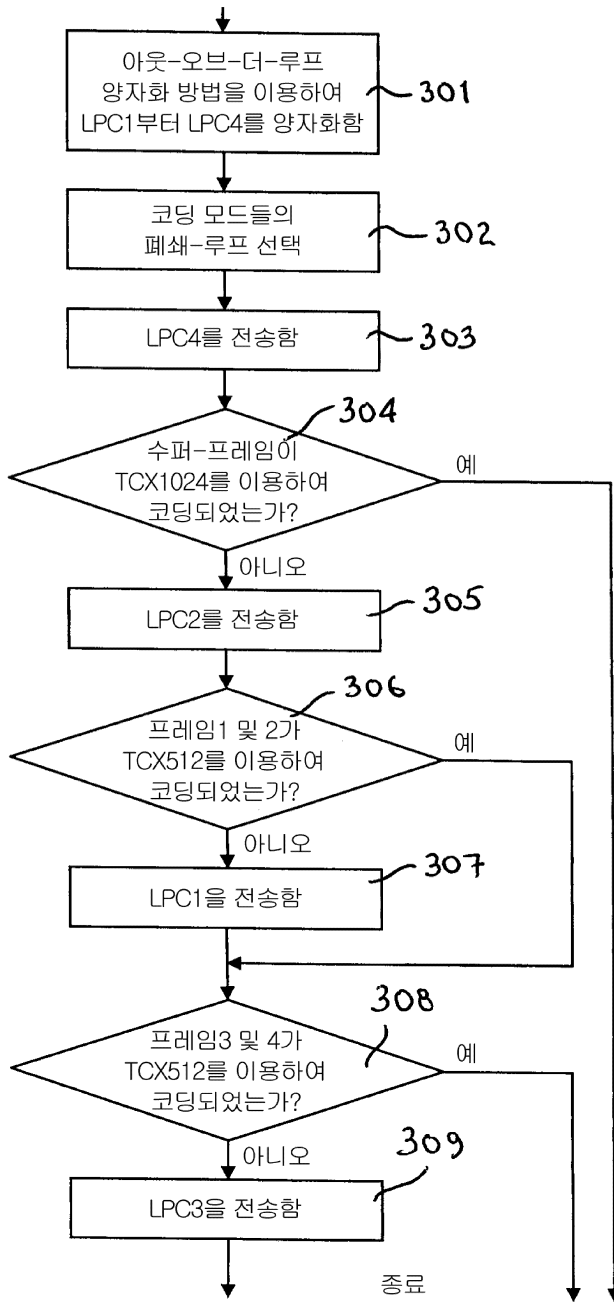 아웃-오브-더-루프
양자화 방법을 이용하여
LPC1부터 LPC4를 양자화함
301
코딩 모드들의
폐쇄-루프 선택
302
LPC4를 전송함
303
304
수퍼-프레임이
TCX1024를 이용하여
코딩되었는가?
예
아니오
LPC2를 전송함
305
306
프레임1 및 2가
TCX512를 이용하여
코딩되었는가?
예
아니오
LPC1을 전송함
307
308
프레임3 및 4가
TCX512를 이용하여
코딩되었는가?
예
아니오
309
LPC3을 전송함
종료